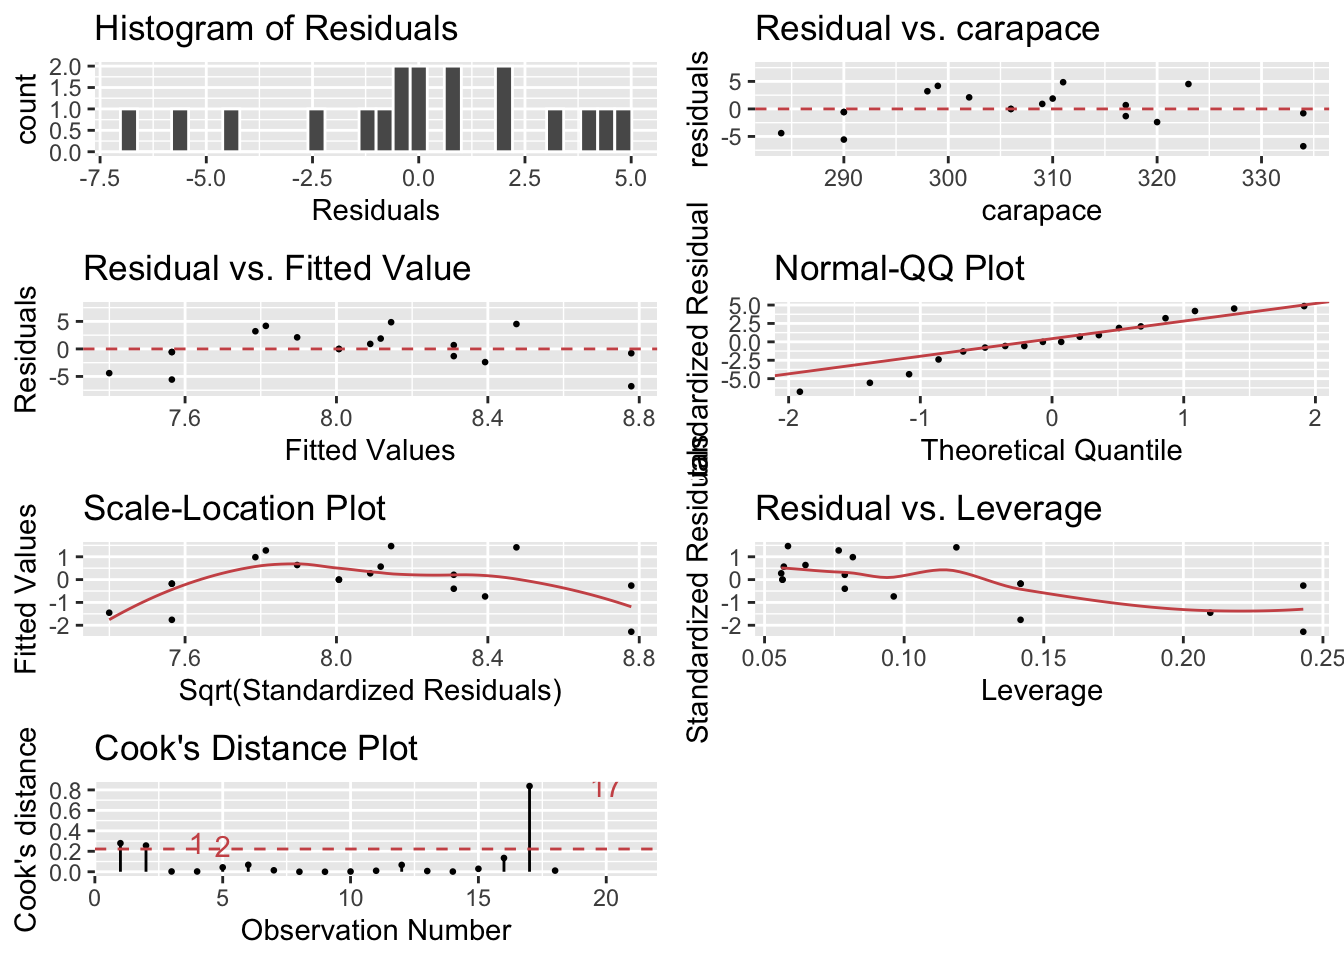 Histogram of Residuals
count
2.0
1.5
1.0
0.5
0.0
-7.5 -5.0 -2.5 0.0 2.5 5.0
Residuals
Residual vs. carapace
residuals
5
0
-5
290 300 310 320 330
carapace
Residual vs. Fitted Value
Residuals
5
0
-5
7.6 8.0 8.4 8.8
Fitted Values
Normal-QQ Plot
Residual
5.0
2.5
0.0
-2.5
-5.0
-2 -1 0 1 2
Theoretical Quantile
Scale-Location Plot
Fitted Values
1
0
-1
-2
7.6 8.0 8.4 8.8
Sqrt(Standardized Residuals)
Residual vs. Leverage
Standardized Residuals
1
0
-1
-2
0.05 0.10 0.15 0.20 0.25
Leverage
Cook's Distance Plot
Cook's distance
0.8
0.6
0.4
0.2
0.0
1
2
17
0 5 10 15 20
Observation Number